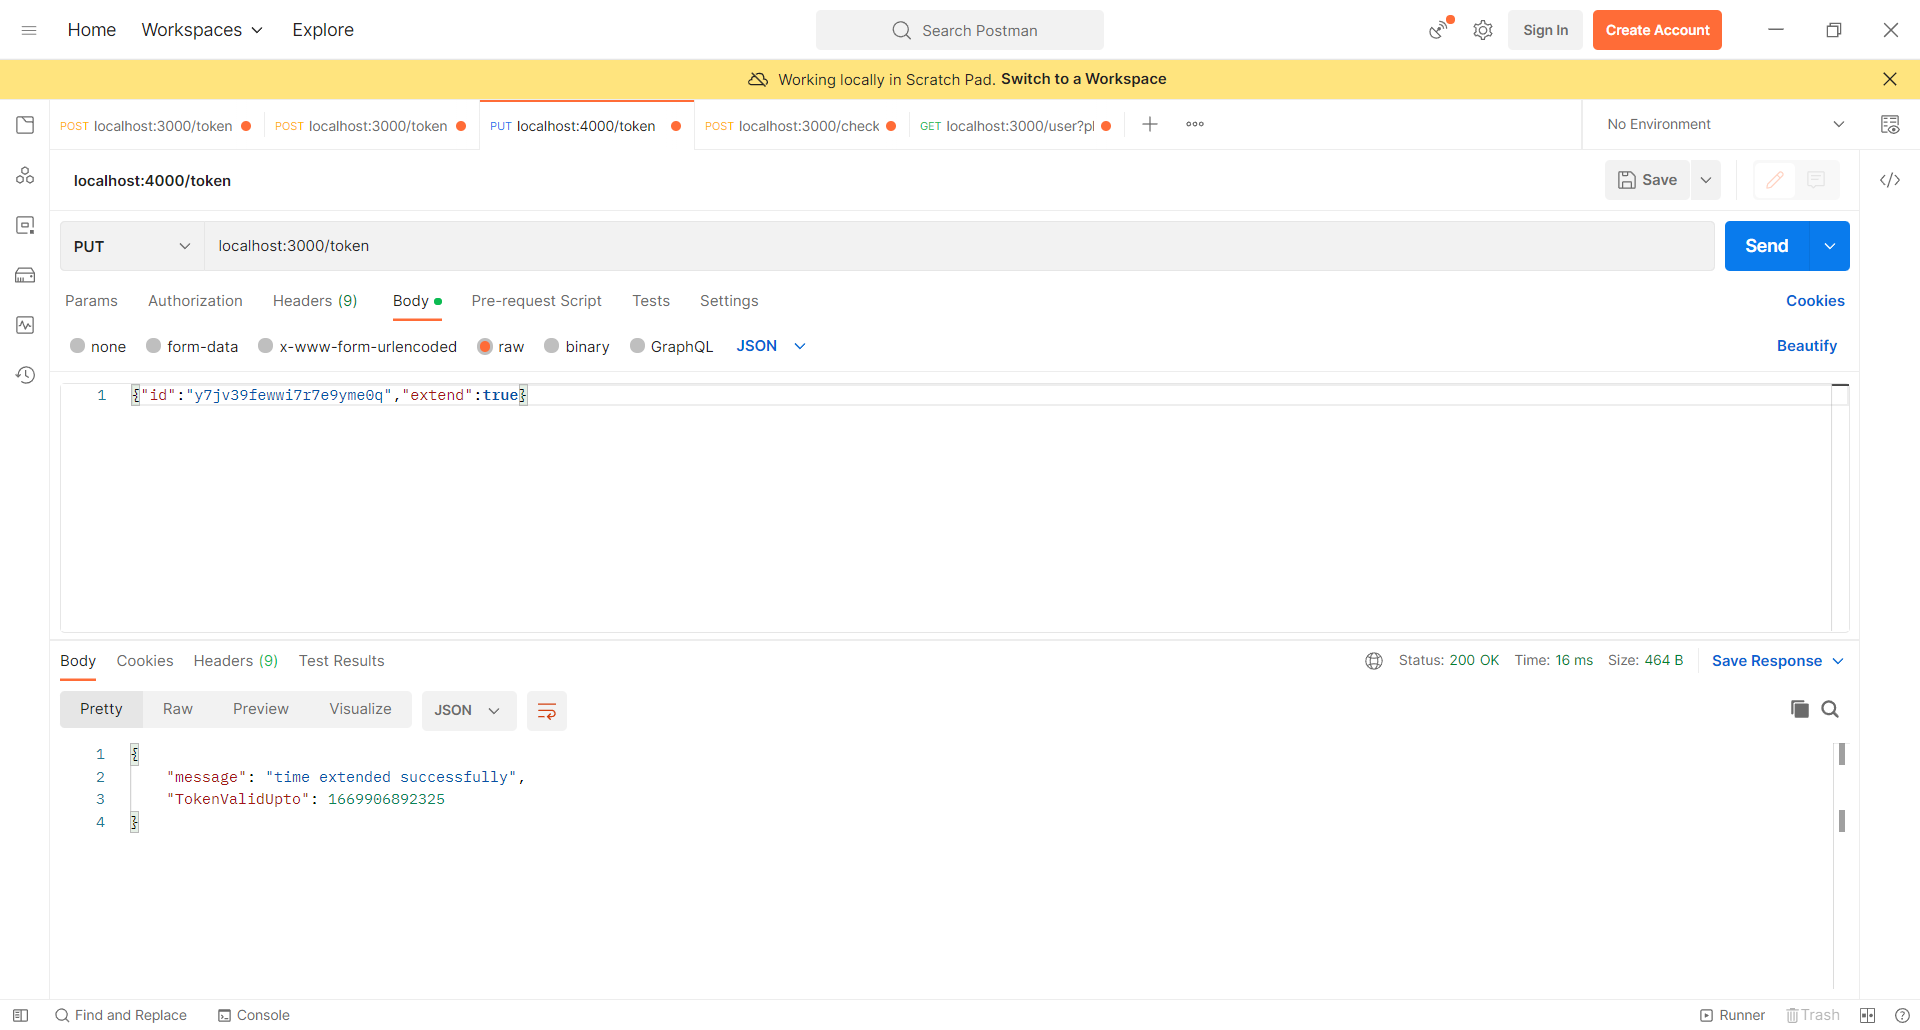 Home Workspaces Explore Search Postman Sign In Create Account
Working locally in Scratch Pad. Switch to a Workspace
POST localhost:3000/token POST localhost:3000/token PUT localhost:4000/token POST localhost:3000/check GET localhost:3000/user?pl No Environment
localhost:4000/token Save
PUT localhost:3000/token Send
Params Authorization Headers (9) Body Pre-request Script Tests Settings Cookies
none form-data x-www-form-urlencoded raw binary GraphQL JSON Beautify
1 {"id":"y7jv39fewwi7r7e9yme0q","extend":true}
Body Cookies Headers (9) Test Results Status: 200 OK Time: 16 ms Size: 464 B Save Response
Pretty Raw Preview Visualize JSON
1 {
2 "message": "time extended successfully",
3 "TokenValidUpto": 1669906892325
4 }
Find and Replace Console Runner Trash